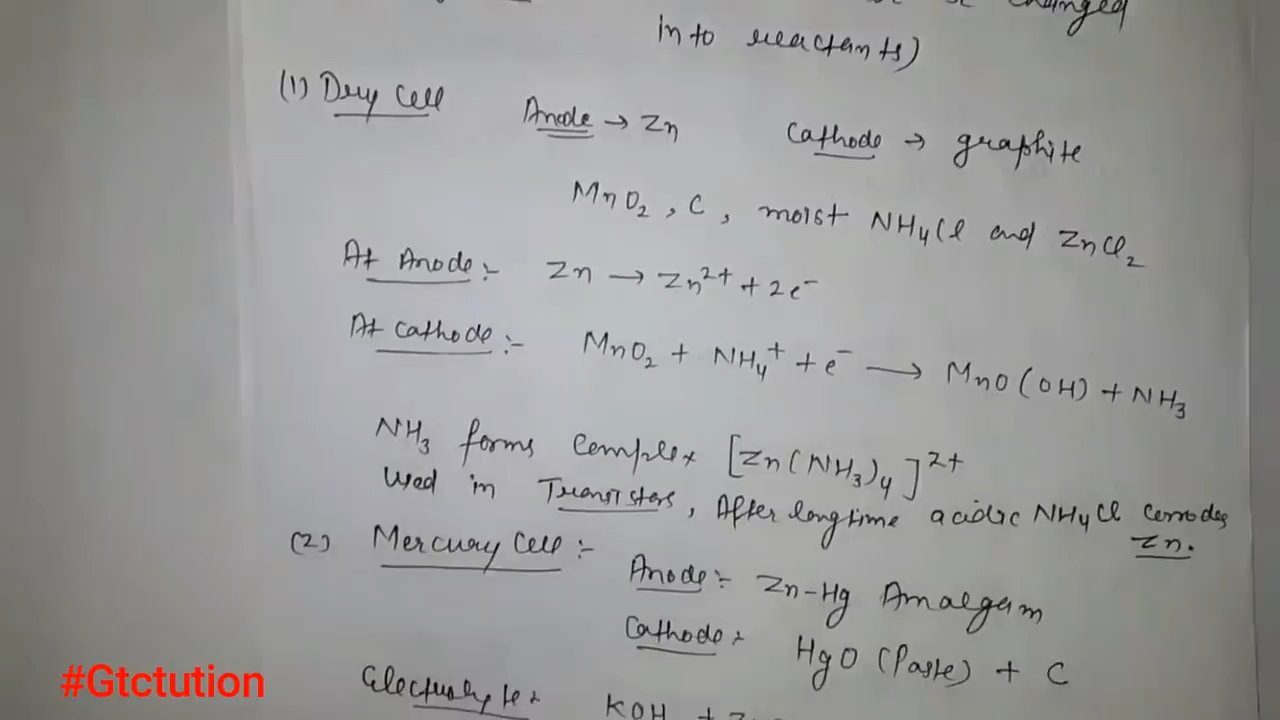 changed
into reactants)
(1) Dry Cell Anode → Zn Cathode → graphite
MnO₂, C, moist NH₄Cl and ZnCl₂
At Anode:- Zn → Zn²⁺ + 2e⁻
At Cathode:- MnO₂ + NH₄⁺ + e⁻ → MnO(OH) + NH₃
NH₃ forms Complex [Zn(NH₃)₄]²⁺
Used in Transistors, After longtime acidic NH₄Cl corrodes
Zn.
(2) Mercury Cell:- Anode:- Zn-Hg Amalgam
Cathode: HgO (Paste) + C
Electrolyte: KOH +
#Gtctution